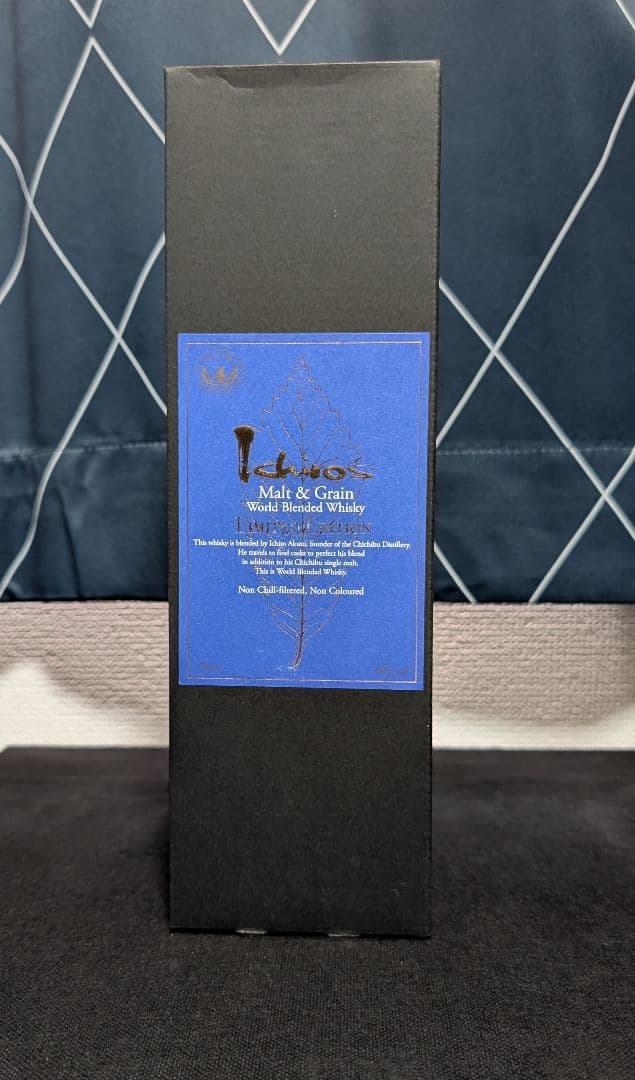 Ichiro's
Malt & Grain
World Blended Whisky
LIMITED EDITION
This whisky is blended by Ichiro Akuto, founder of the Chichibu Distillery.
He travels to find casks to perfect his blend
in addition to his Chichibu single malt.
This is World Blended Whisky.
Non Chill-filtered, Non Coloured